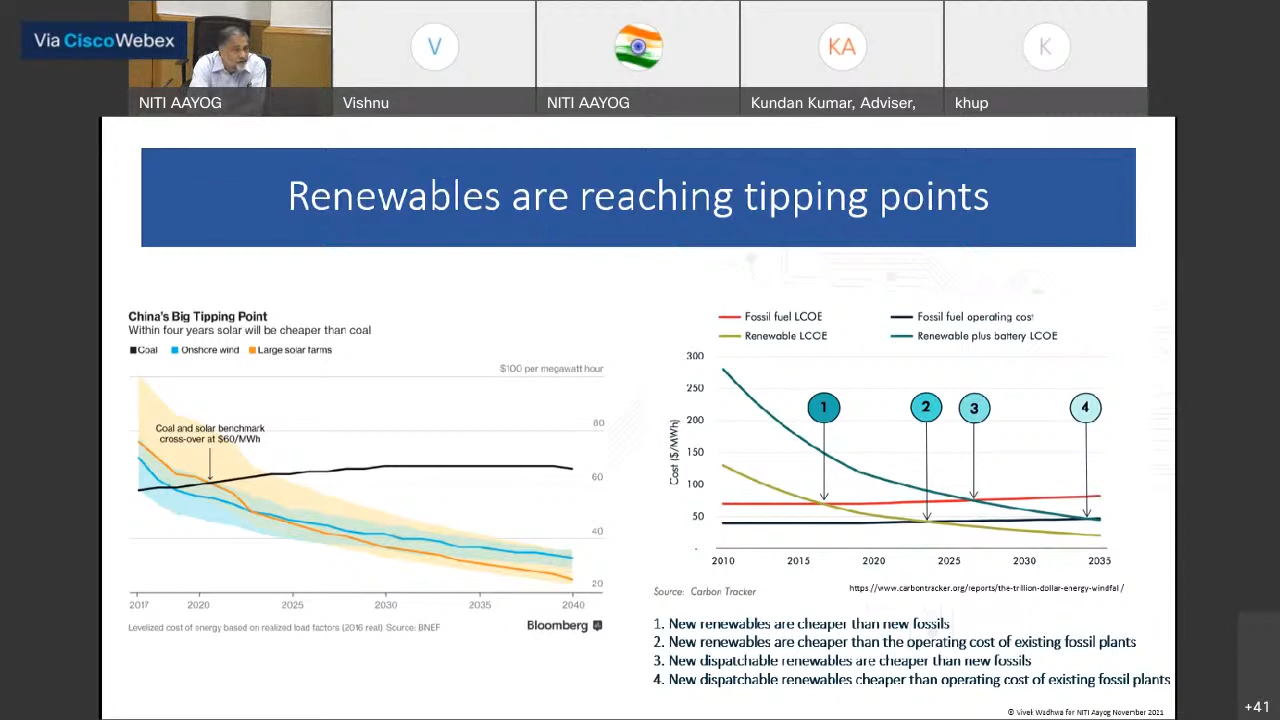 Via Cisco Webex
NITI AAYOG
V
Vishnu
NITI AAYOG
KA
Kundan Kumar, Adviser,
K
khup
Renewables are reaching tipping points
China's Big Tipping Point
Within four years solar will be cheaper than coal
Coal Onshore wind Large solar farms
$100 per megawatt hour
Coal and solar benchmark
cross-over at $60/MWh
80
60
40
20
2017 2020 2025 2030 2035 2040
Levelized cost of energy based on realized load factors (2016 real) Source: BNEF
Bloomberg
Fossil fuel LCOE Fossil fuel operating cost
Renewable LCOE Renewable plus battery LCOE
Cost ($/MWh)
300
250
200
150
100
50
-
1 2 3 4
2010 2015 2020 2025 2030 2035
Source: Carbon Tracker
https://www.carbontracker.org/reports/the-trillion-dollar-energy-windfal/
1. New renewables are cheaper than new fossils
2. New renewables are cheaper than the operating cost of existing fossil plants
3. New dispatchable renewables are cheaper than new fossils
4. New dispatchable renewables cheaper than operating cost of existing fossil plants
© Vivek Wadhwa for NITI Aayog November 2021
+41